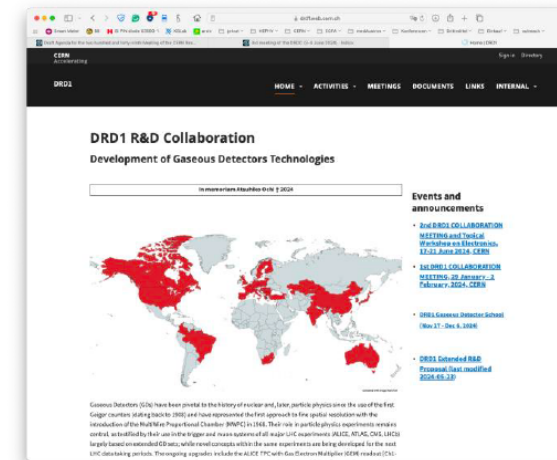 drd1.web.cern.ch
Home | DRD1
CERN
Accelerating
Sign in Directory
DRD1
HOME ACTIVITIES MEETINGS DOCUMENTS LINKS INTERNAL
DRD1 R&D Collaboration
Development of Gaseous Detectors Technologies
In memoriam Atsuhiko Ochi † 2024
Events and
announcements
2nd DRD1 COLLABORATION
MEETING and Topical
Workshop on Electronics,
17-21 June 2024, CERN
1st DRD1 COLLABORATION
MEETING, 29 January - 2
February, 2024, CERN
DRD1 Gaseous Detector School
(Nov 27 - Dec 6, 2024)
DRD1 Extended R&D
Proposal (last modified
Gaseous Detectors (GDs) have been pivotal to the history of nuclear and, later, particle physics since the use of the first
Geiger counters (dating back to 1908) and have represented the first approach to fine spatial resolution with the
introduction of the MultiWire Proportional Chamber (MWPC) in 1968. Their role in particle physics experiments remains
central, as testified by their use in the trigger and muon systems of all major LHC experiments (ALICE, ATLAS, CMS, LHCb)
largely based on extended GD sets; while novel concepts within the same experiments are being developed for the next
LHC data taking periods. The ongoing upgrades include the ALICE TPC with Gas Electron Multiplier (GEM) readout